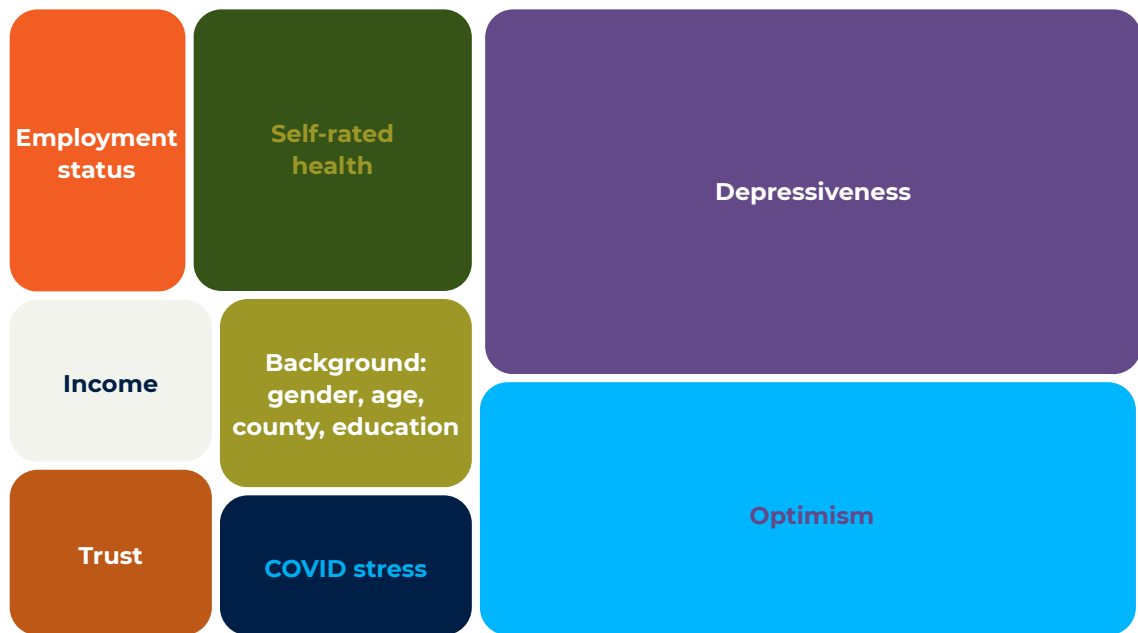 Employment
status
Self-rated
health
Depressiveness
Income
Background:
gender, age,
county, education
Optimism
Trust
COVID stress